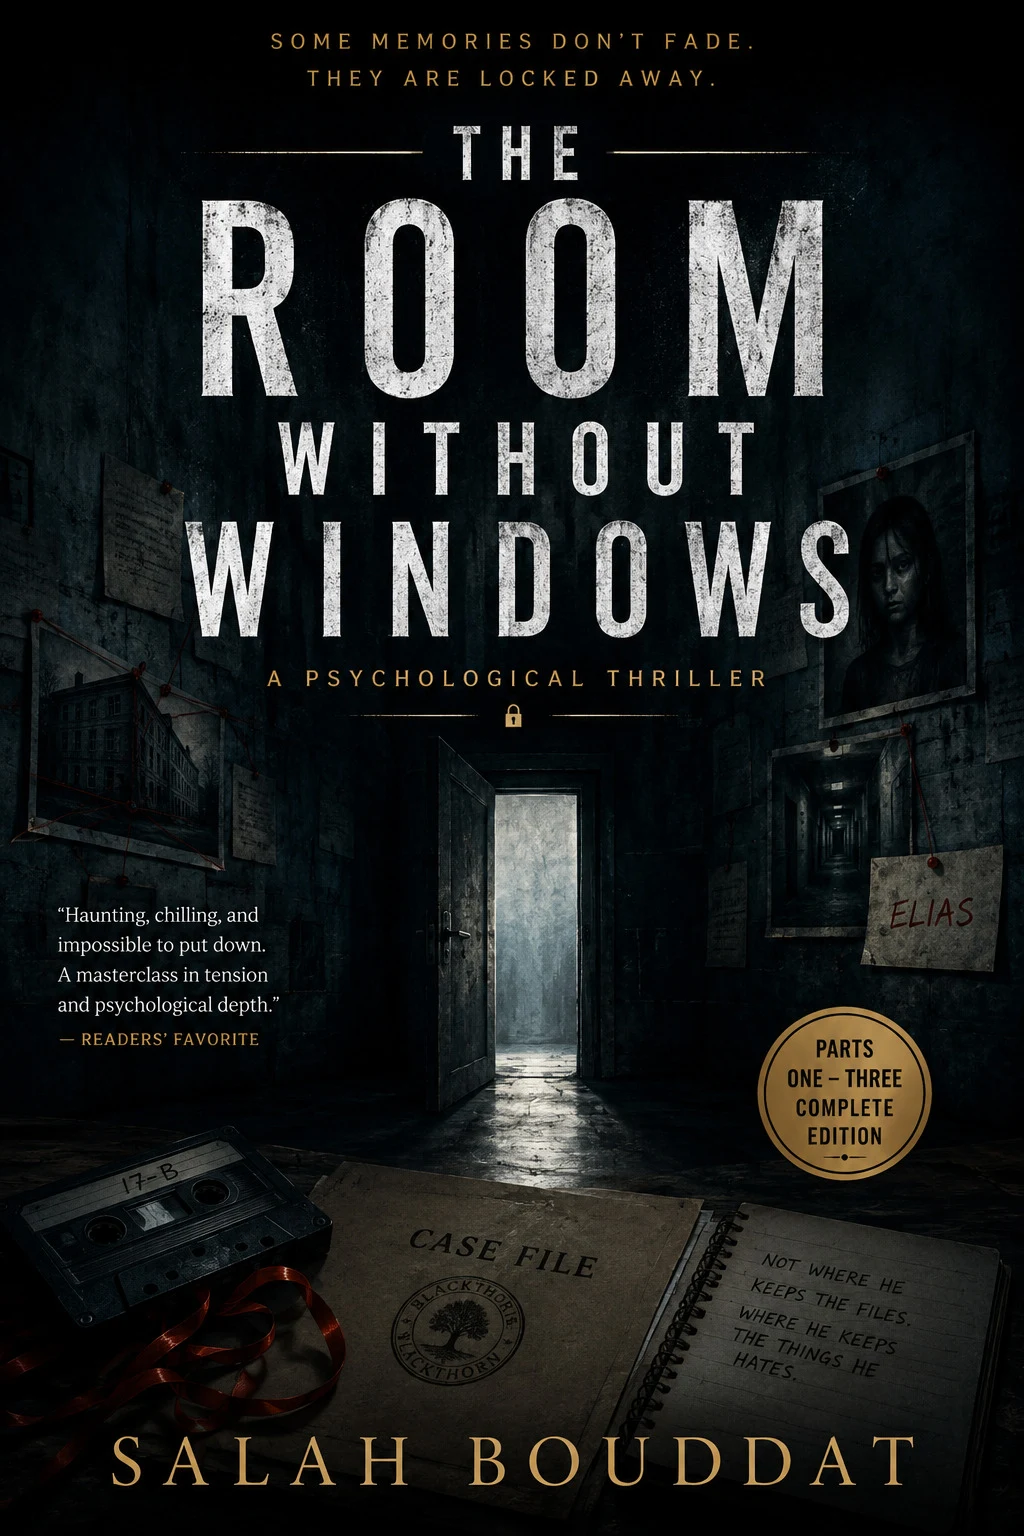 SOME MEMORIES DON'T FADE.
THEY ARE LOCKED AWAY.
THE
ROOM
WITHOUT
WINDOWS
A PSYCHOLOGICAL THRILLER
ELIAS
“Haunting, chilling, and
impossible to put down.
A masterclass in tension
and psychological depth.”
— READERS' FAVORITE
PARTS
ONE – THREE
COMPLETE
EDITION
17-B
CASE FILE
BLACKTHORN
NOT WHERE HE
KEEPS THE FILES.
WHERE HE KEEPS
THE THINGS HE
HATES.
SALAH BOUDDAT